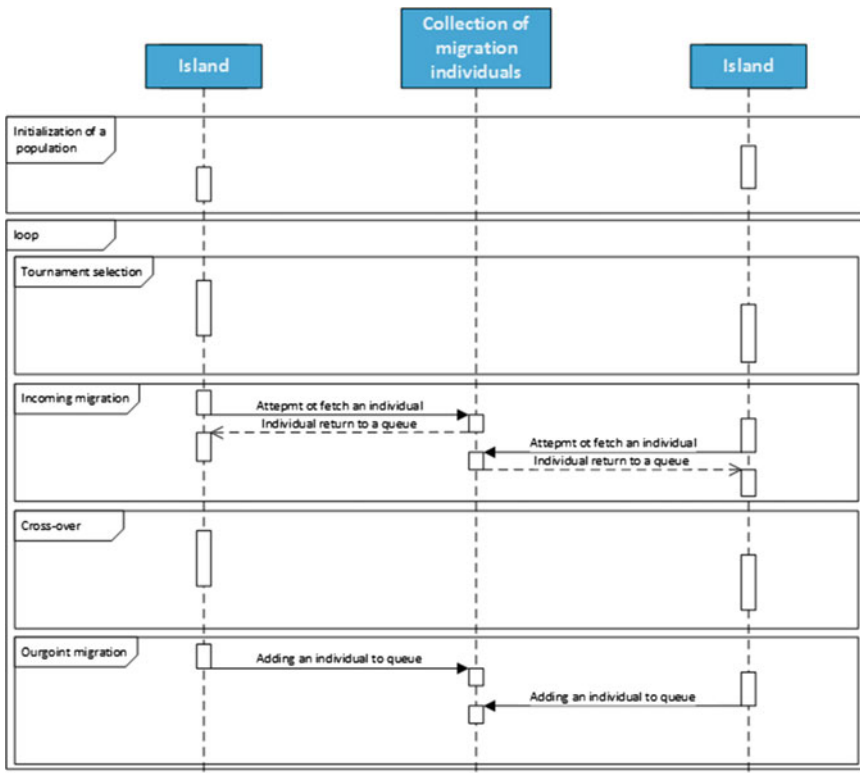 Island
Collection of
migration
individuals
Island
Initialization of a
population
loop
Tournament selection
Incoming migration
Attepmt ot fetch an individual
Individual return to a queue
Attepmt ot fetch an individual
Individual return to a queue
Cross-over
Ourgoint migration
Adding an individual to queue
Adding an individual to queue